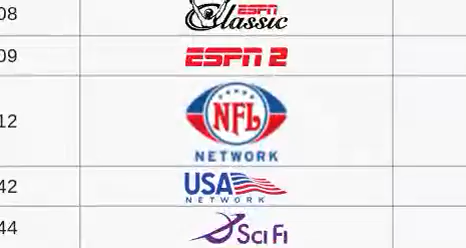 08
ESPN
Classic
09
ESPN 2
12
NFL
NETWORK
42
USA
NETWORK
44
SCI FI